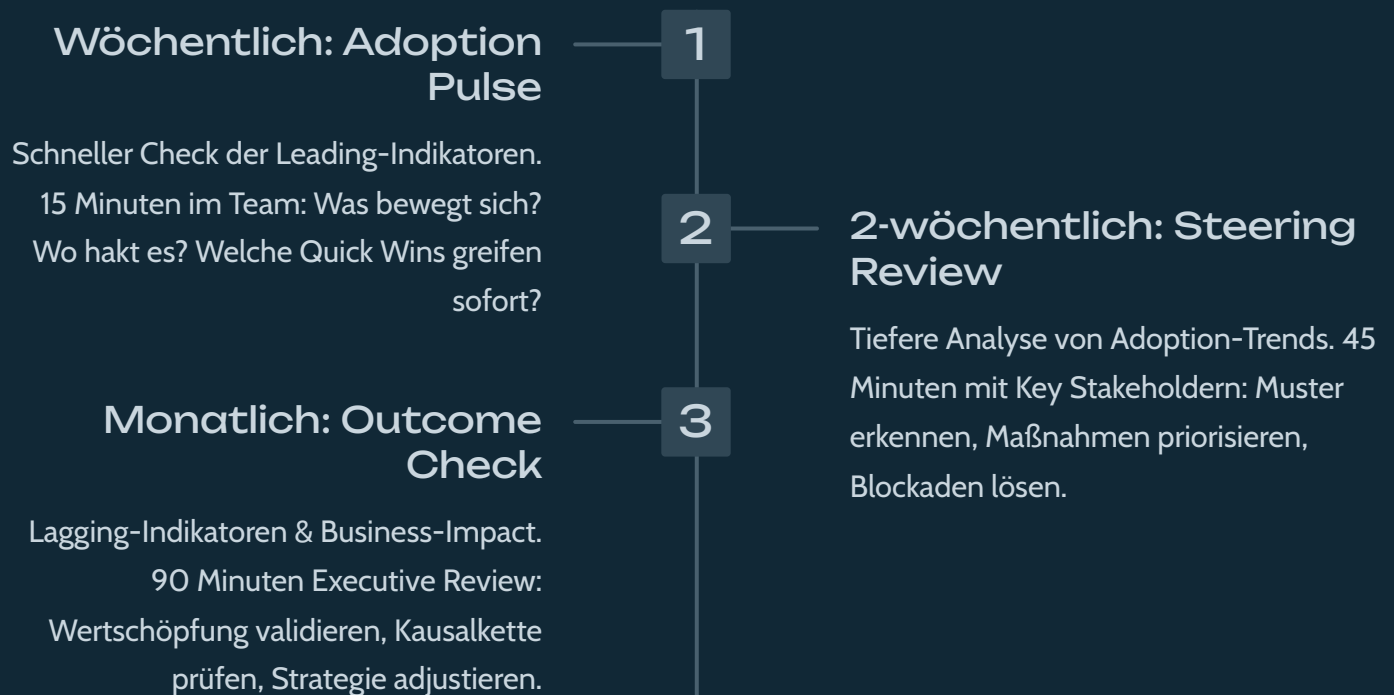 Wöchentlich: Adoption
Pulse
Schneller Check der Leading-Indikatoren.
15 Minuten im Team: Was bewegt sich?
Wo hakt es? Welche Quick Wins greifen
sofort?
1
2
2-wöchentlich: Steering
Review
Tiefere Analyse von Adoption-Trends. 45
Minuten mit Key Stakeholdern: Muster
erkennen, Maßnahmen priorisieren,
Blockaden lösen.
Monatlich: Outcome
Check
3
Lagging-Indikatoren & Business-Impact.
90 Minuten Executive Review:
Wertschöpfung validieren, Kausalkette
prüfen, Strategie adjustieren.